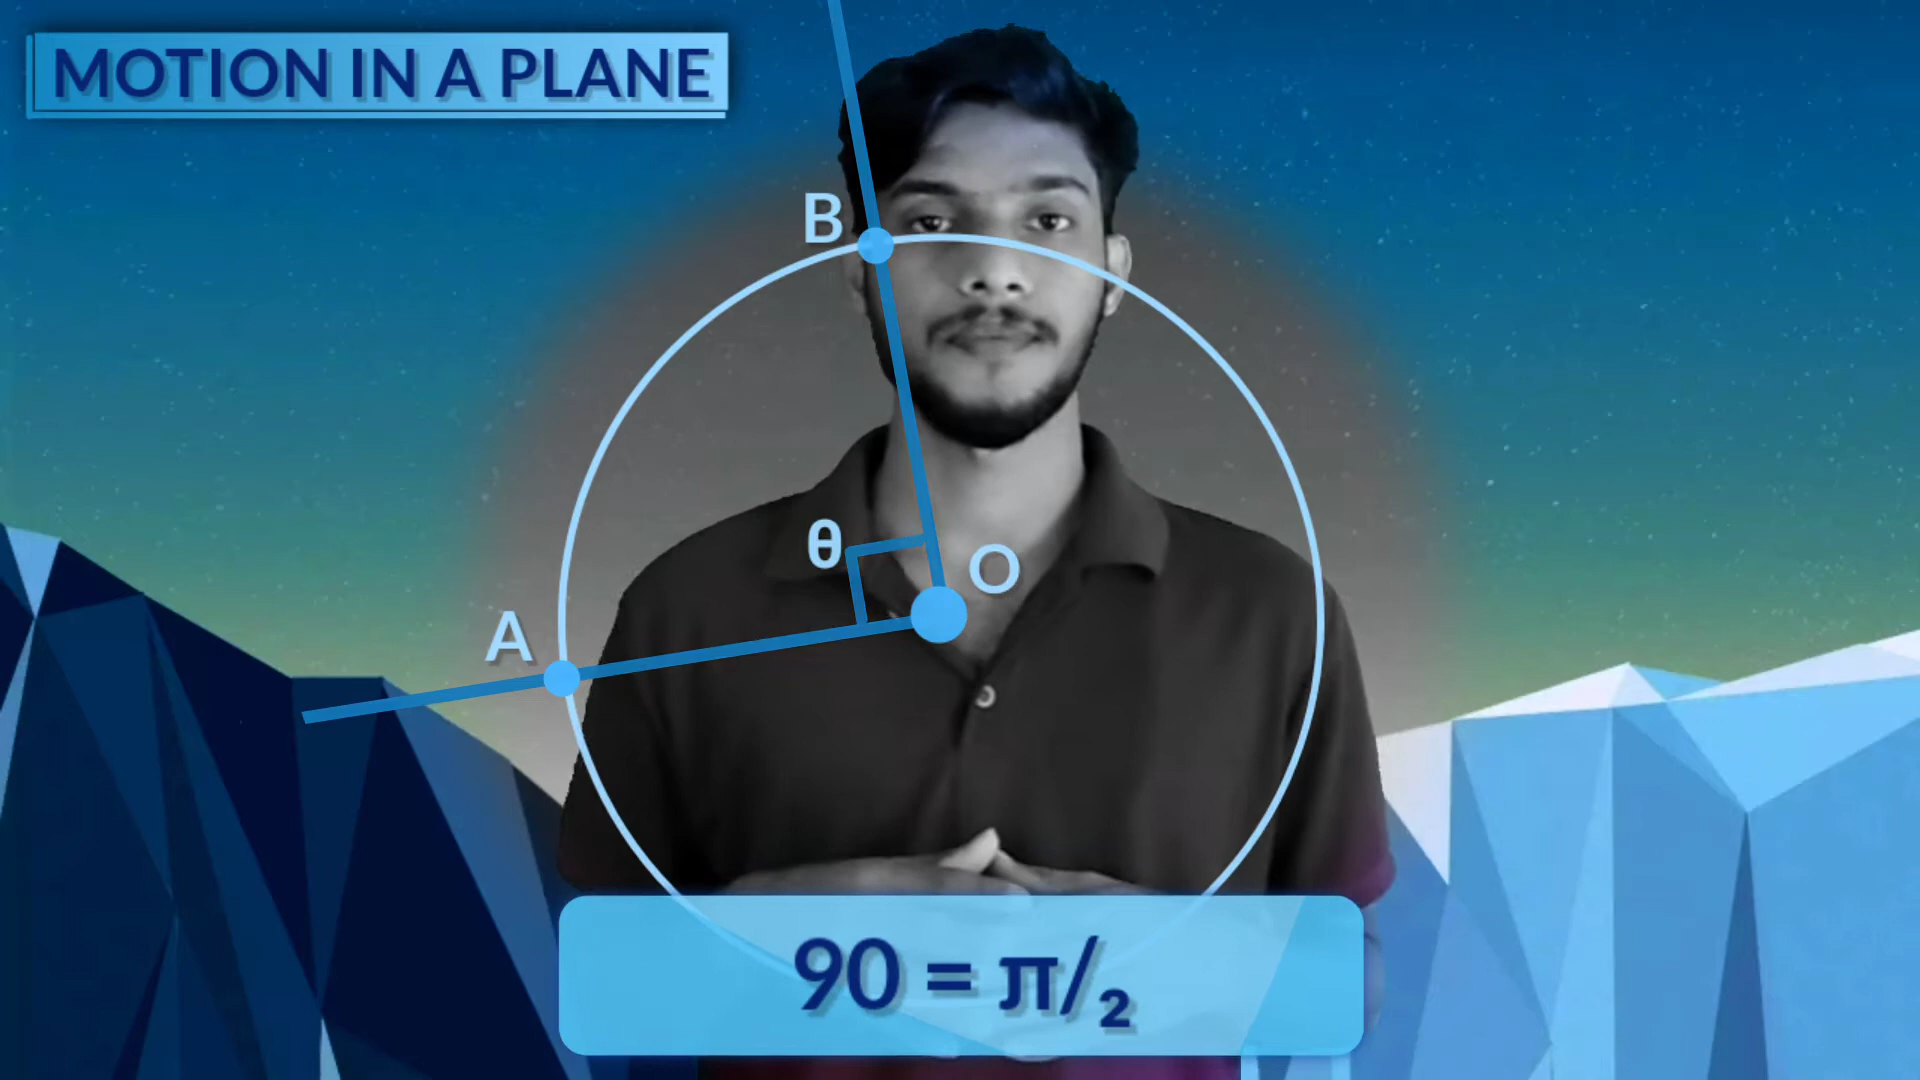 MOTION IN A PLANE
B
θ
O
A
90 = π/₂